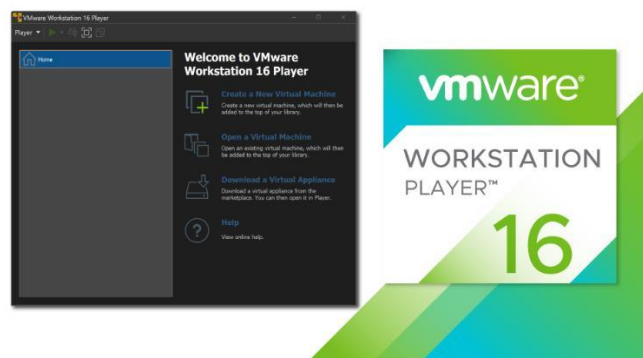 VMware Workstation 16 Player
Player
Home
Welcome to VMware
Workstation 16 Player
Create a New Virtual Machine
Create a new virtual machine, which will then be
added to the top of your library.
Open a Virtual Machine
Open an existing virtual machine, which will then
be added to the top of your library.
Download a Virtual Appliance
Download a virtual appliance from the
marketplace. You can then open it in Player.
? Help
View online help.
vmware®
WORKSTATION
PLAYER™
16